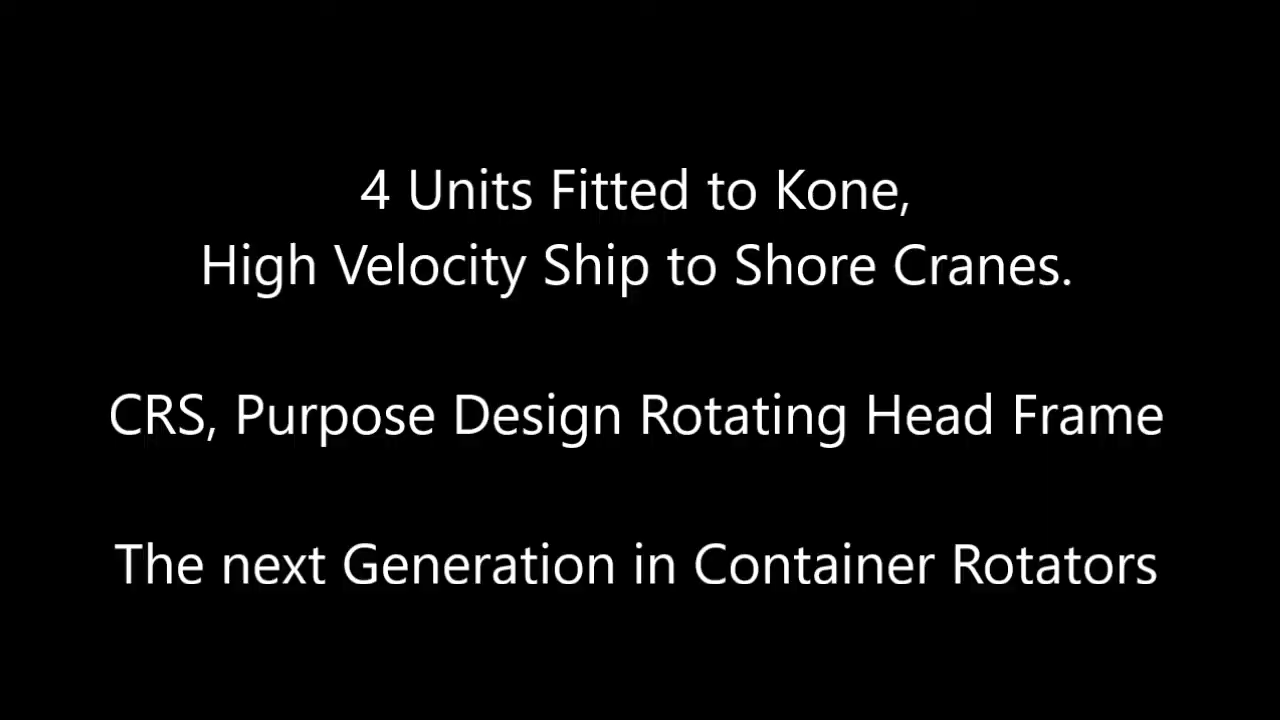 4 Units Fitted to Kone,
High Velocity Ship to Shore Cranes.
CRS, Purpose Design Rotating Head Frame
The next Generation in Container Rotators